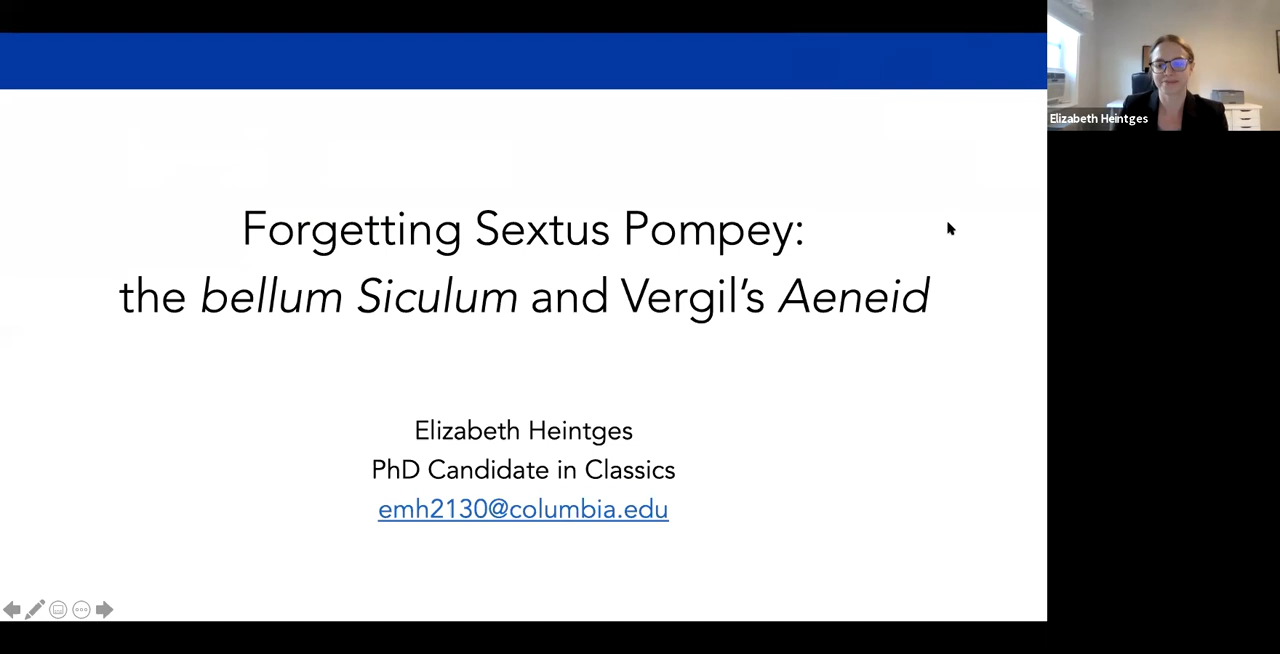 Forgetting Sextus Pompey:
the bellum Siculum and Vergil’s Aeneid
Elizabeth Heintges
PhD Candidate in Classics
emh2130@columbia.edu
Elizabeth Heintges